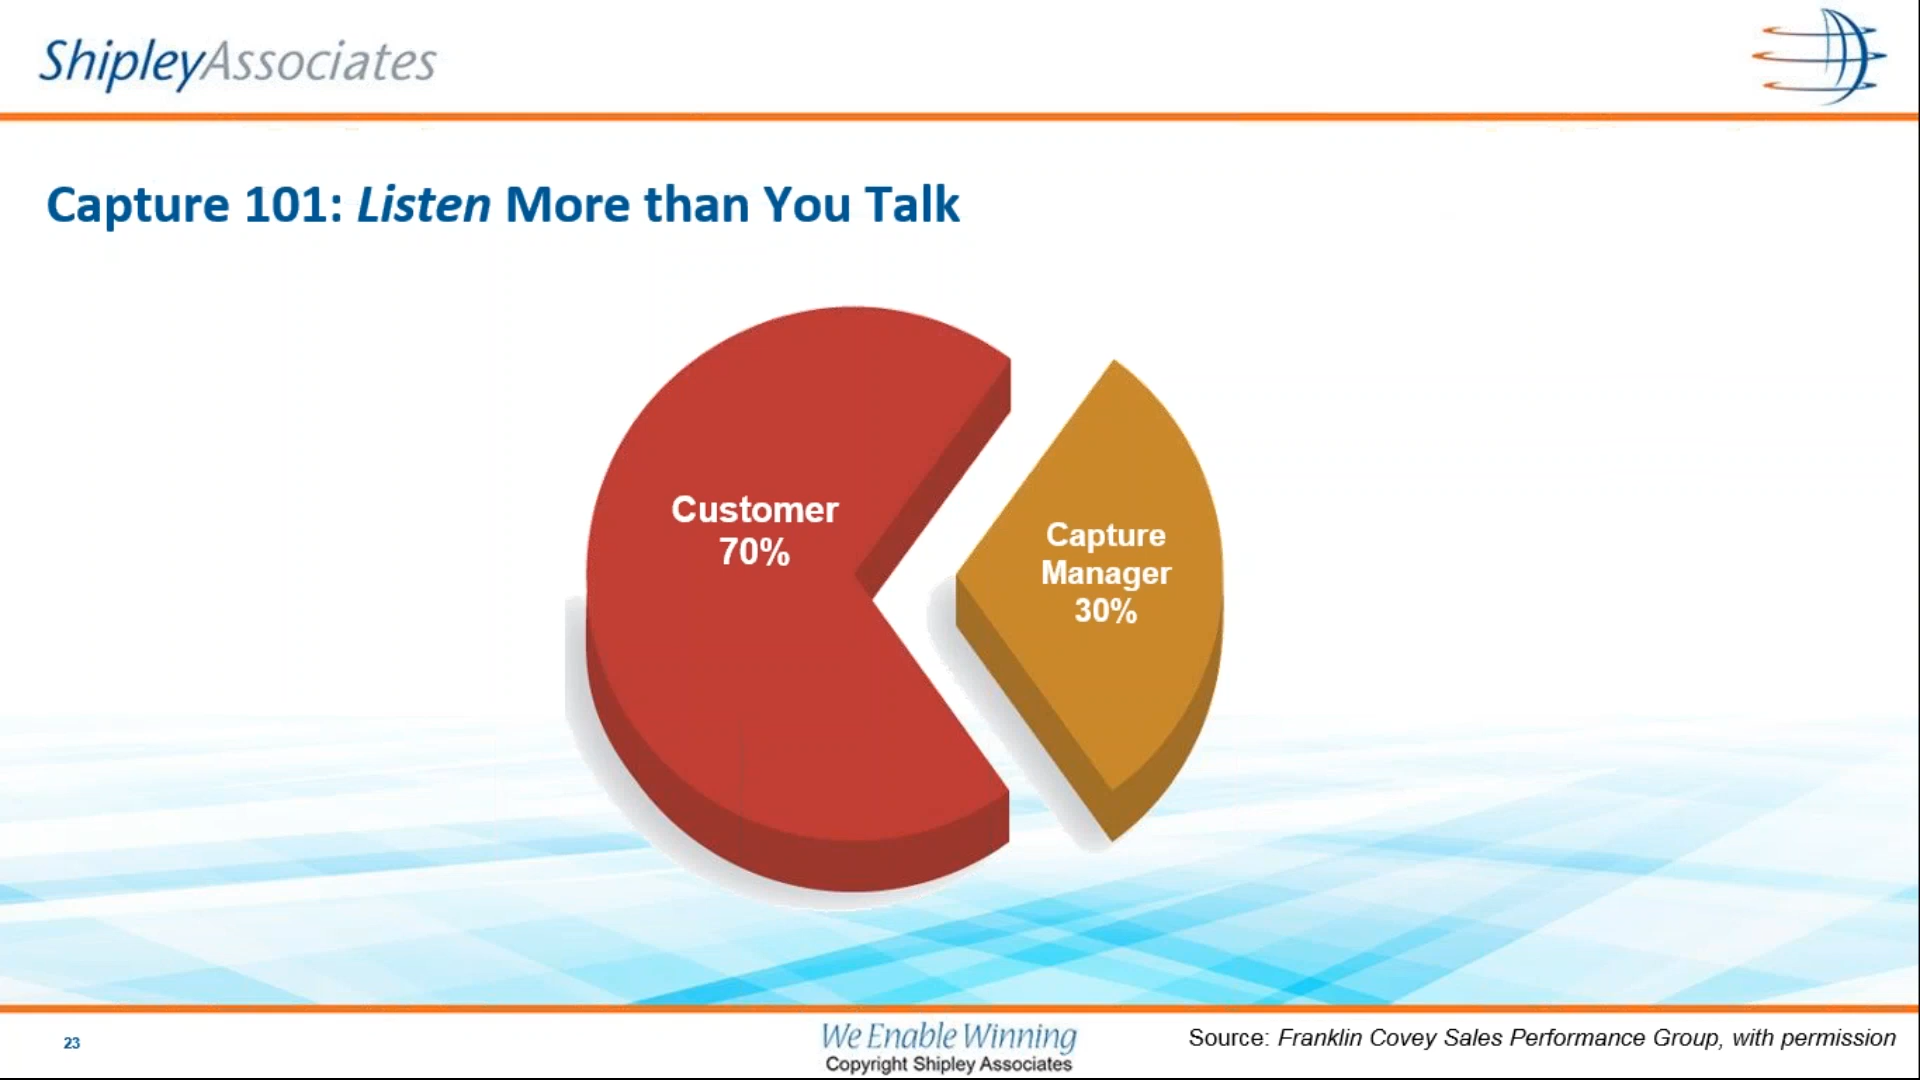 ShipleyAssociates
Capture 101: Listen More than You Talk
Customer
70%
Capture
Manager
30%
23
We Enable Winning
Copyright Shipley Associates
Source: Franklin Covey Sales Performance Group, with permission